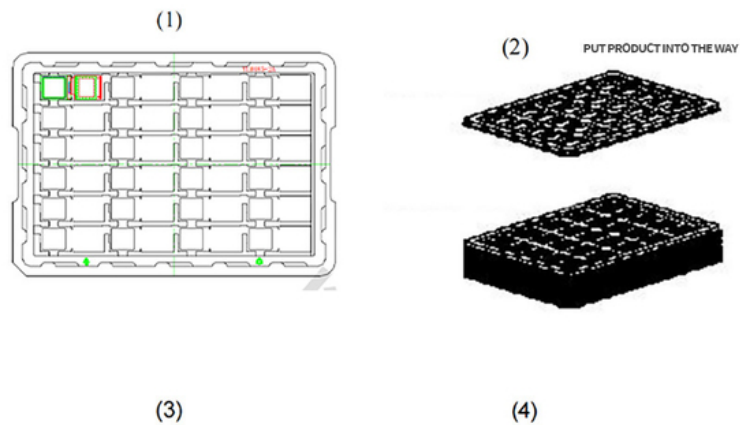 (1)
(2)
PUT PRODUCT INTO THE WAY
(3)
(4)